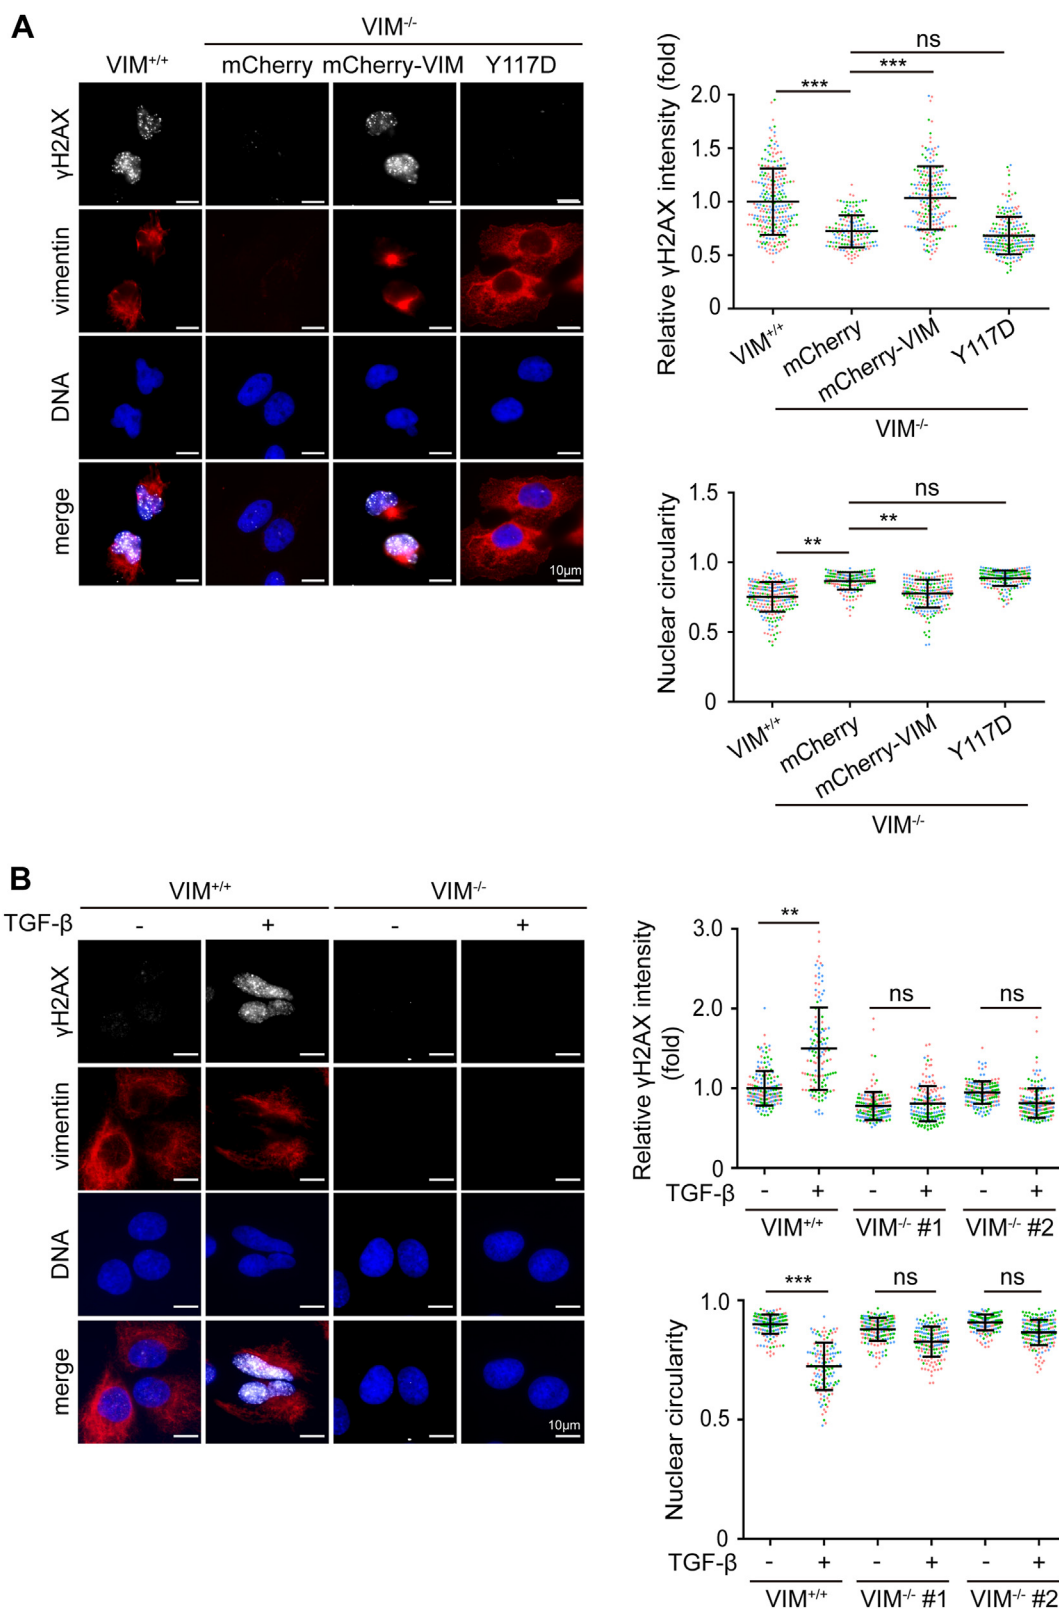 A
VIM-/-
VIM+/+ mCherry mCherry-VIM Y117D
γH2AX
vimentin
DNA
merge
10μm
Relative γH2AX intensity (fold)
ns
***
***
2.0
1.5
1.0
0.5
0
VIM+/+
mCherry
mCherry-VIM
Y117D
VIM-/-
Nuclear circularity
1.5
1.0
0.5
0
ns
**
**
VIM+/+
mCherry
mCherry-VIM
Y117D
VIM-/-
B
VIM+/+ VIM-/-
TGF-β - + - +
γH2AX
vimentin
DNA
merge
10μm
Relative γH2AX intensity
(fold)
3.0
2.0
1.0
0
**
ns
ns
TGF-β - + - + - +
VIM+/+ VIM-/- #1 VIM-/- #2
Nuclear circularity
1.0
0.5
0
***
ns
ns
TGF-β - + - + - +
VIM+/+ VIM-/- #1 VIM-/- #2